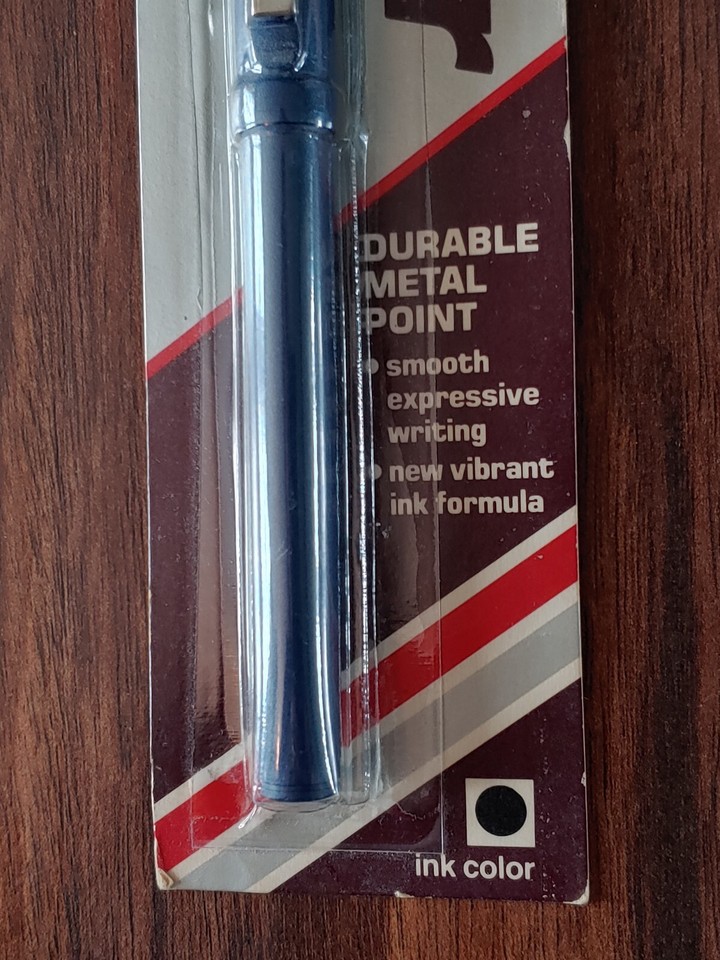 DURABLE
METAL
POINT
• smooth
expressive
writing
• new vibrant
ink formula
ink color